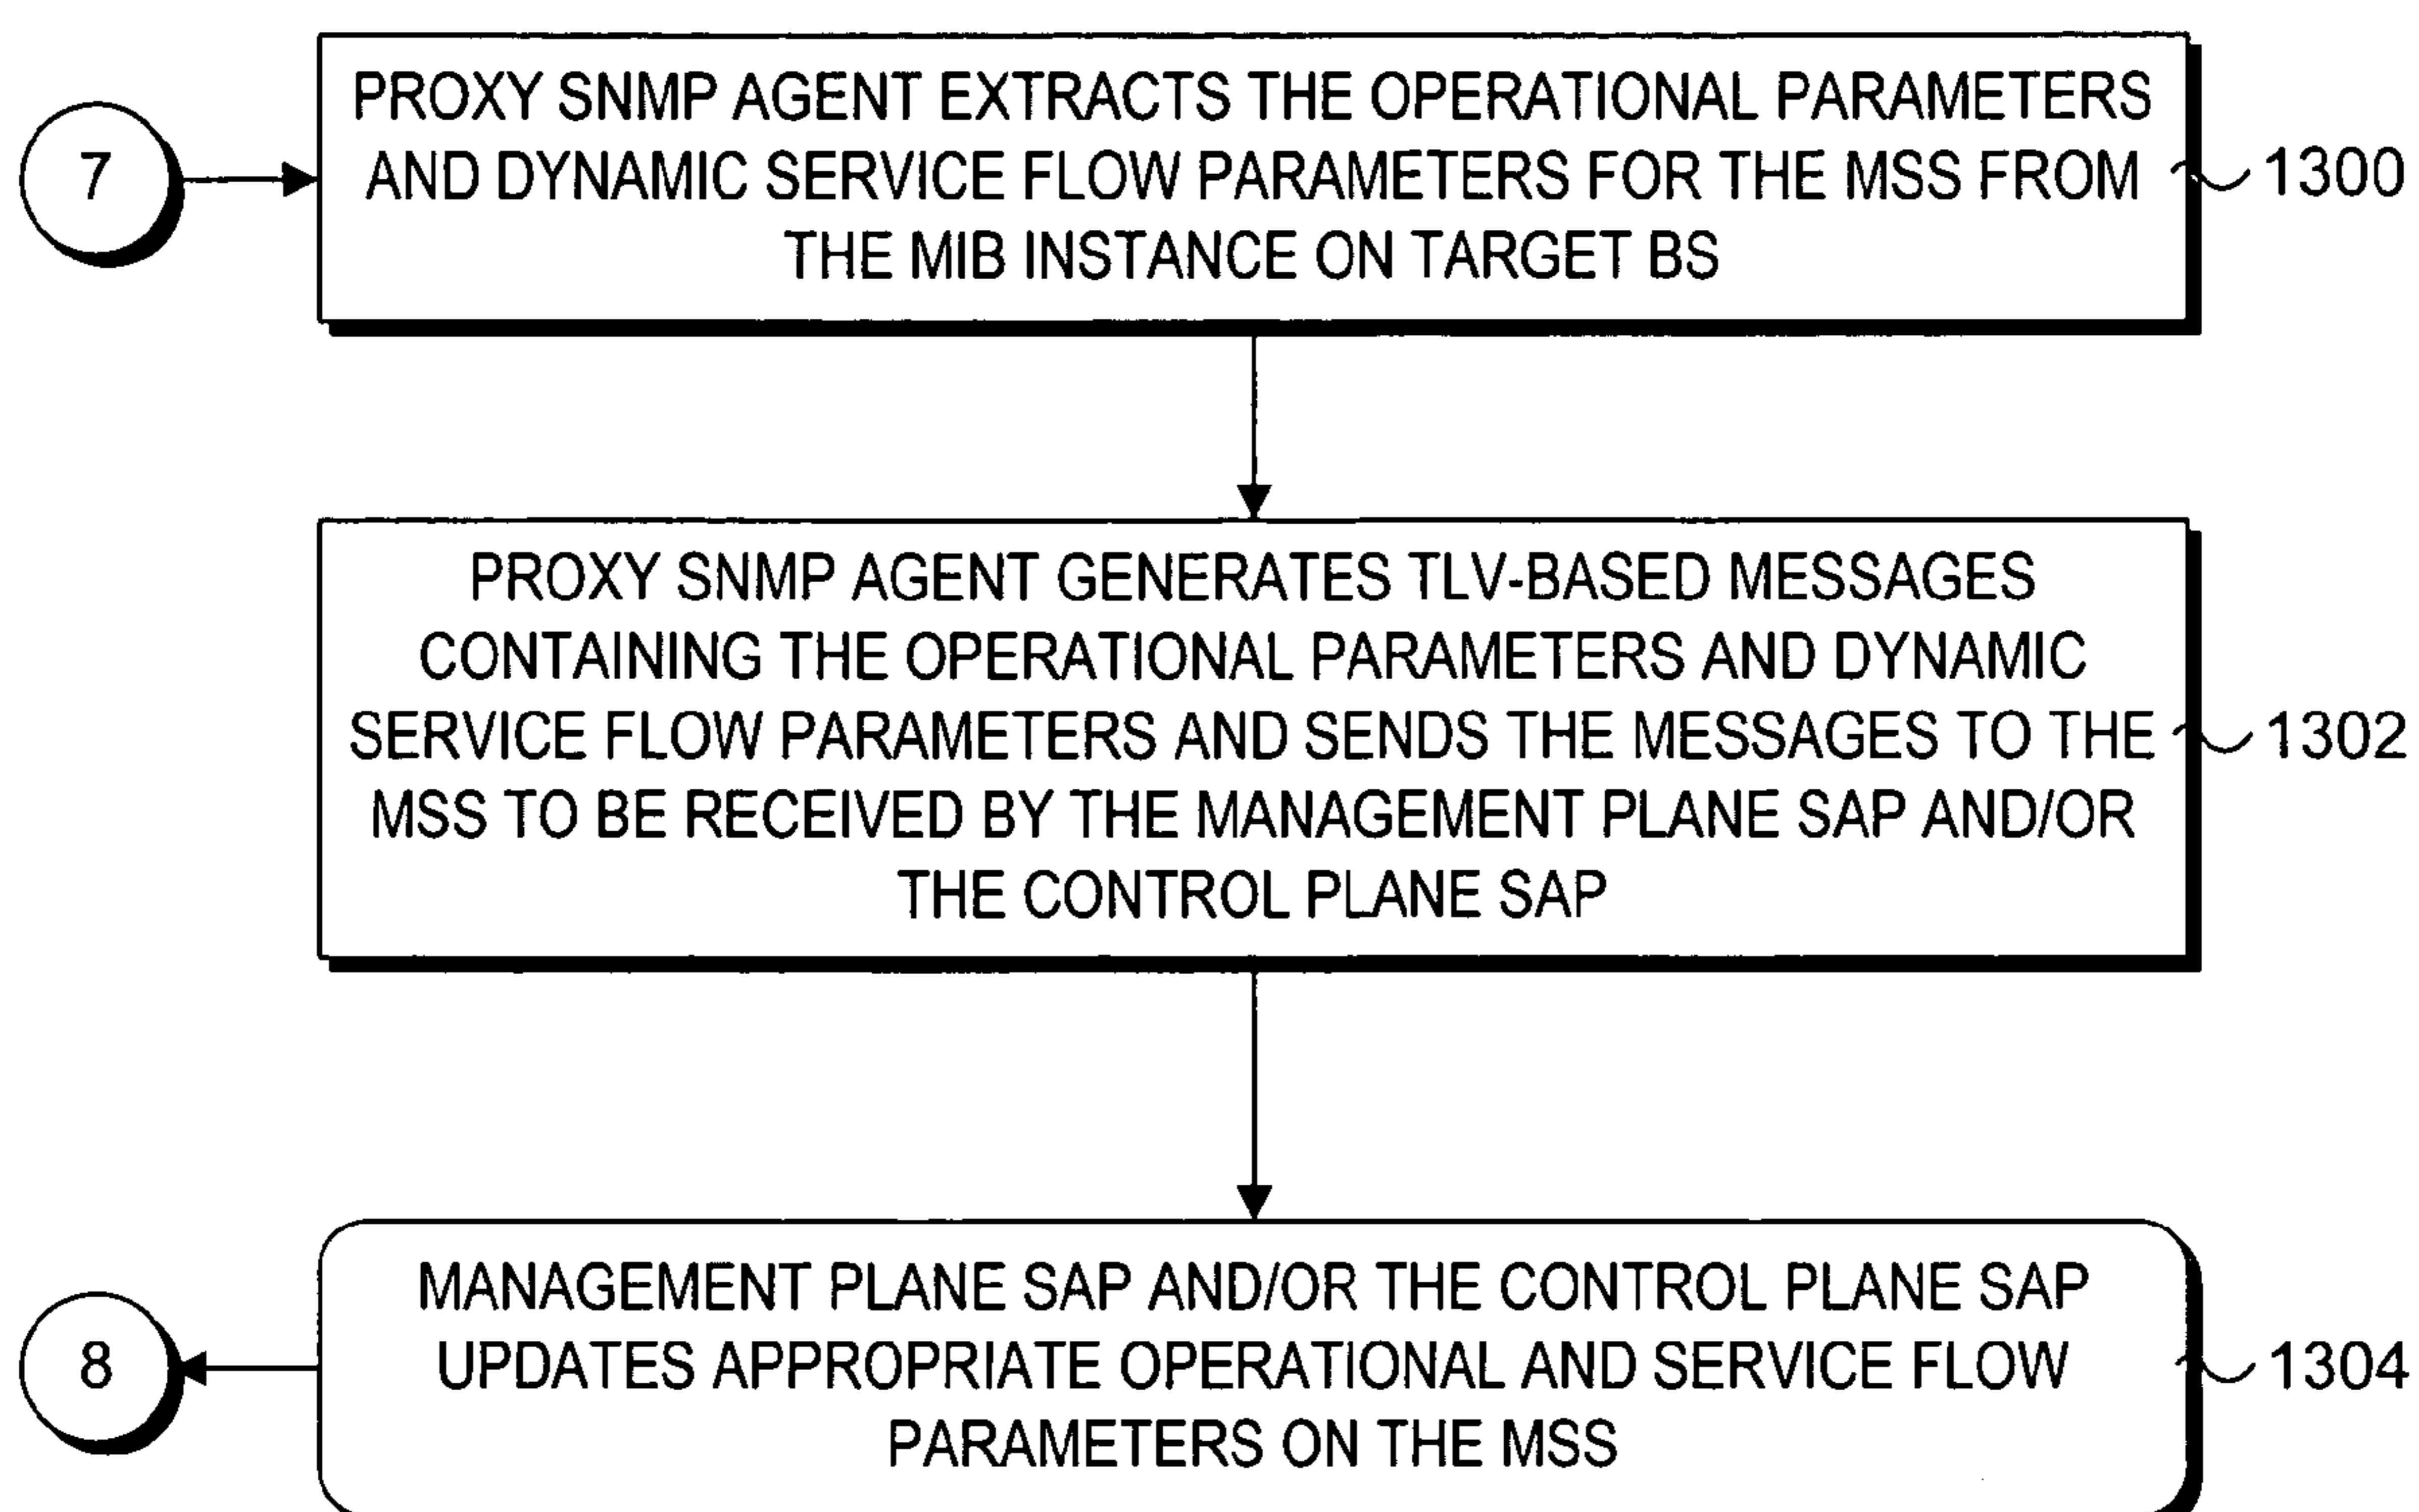 7
PROXY SNMP AGENT EXTRACTS THE OPERATIONAL PARAMETERS
AND DYNAMIC SERVICE FLOW PARAMETERS FOR THE MSS FROM
THE MIB INSTANCE ON TARGET BS
1300
PROXY SNMP AGENT GENERATES TLV-BASED MESSAGES
CONTAINING THE OPERATIONAL PARAMETERS AND DYNAMIC
SERVICE FLOW PARAMETERS AND SENDS THE MESSAGES TO THE
MSS TO BE RECEIVED BY THE MANAGEMENT PLANE SAP AND/OR
THE CONTROL PLANE SAP
1302
MANAGEMENT PLANE SAP AND/OR THE CONTROL PLANE SAP
UPDATES APPROPRIATE OPERATIONAL AND SERVICE FLOW
PARAMETERS ON THE MSS
1304
8